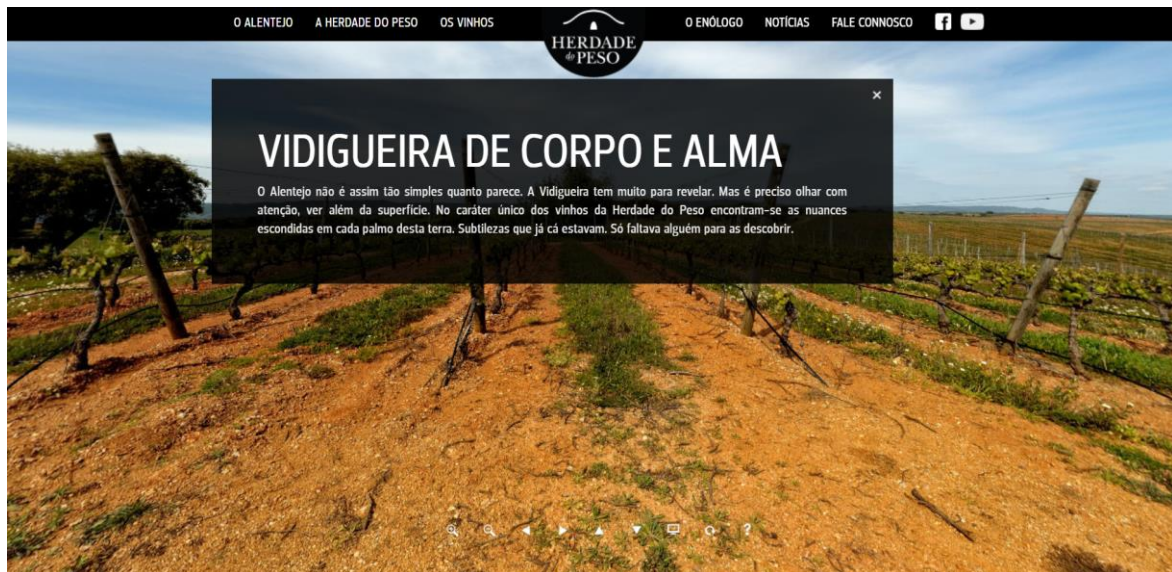 O ALENTEJO A HERDADE DO PESO OS VINHOS
HERDADE
do PESO
O ENÓLOGO NOTÍCIAS FALE CONNOSCO
VIDIGUEIRA DE CORPO E ALMA
O Alentejo não é assim tão simples quanto parece. A Vidigueira tem muito para revelar. Mas é preciso olhar com
atenção, ver além da superfície. No caráter único dos vinhos da Herdade do Peso encontram-se as nuances
escondidas em cada palmo desta terra. Subtilezas que já cá estavam. Só faltava alguém para as descobrir.